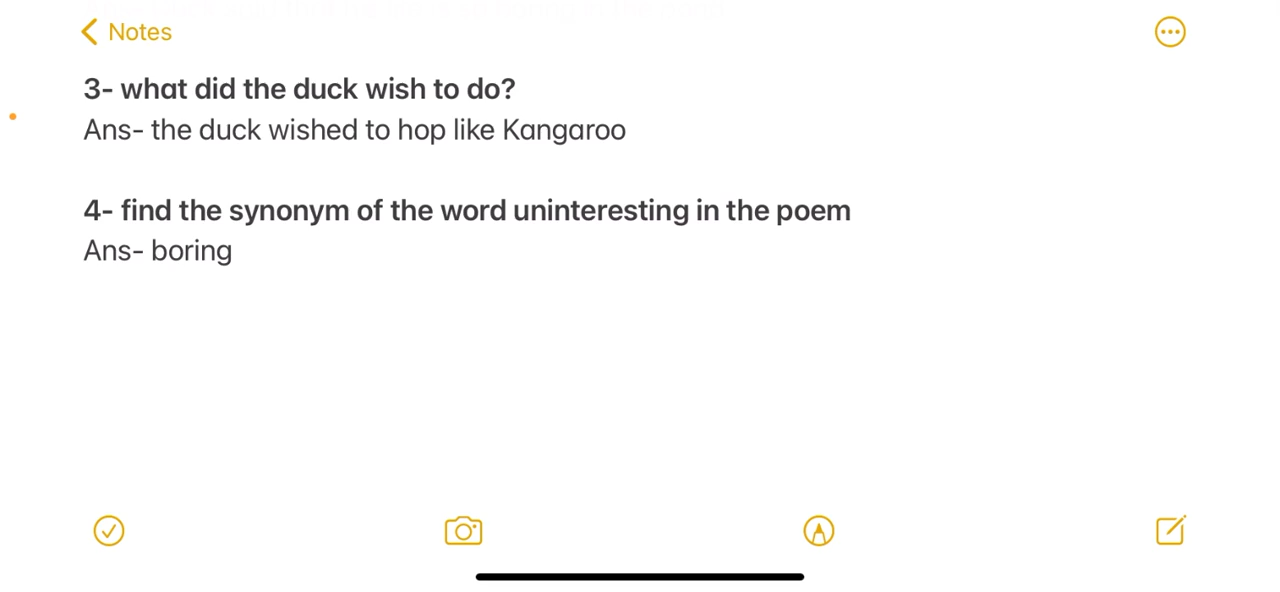 Notes
3- what did the duck wish to do?
Ans- the duck wished to hop like Kangaroo
4- find the synonym of the word uninteresting in the poem
Ans- boring